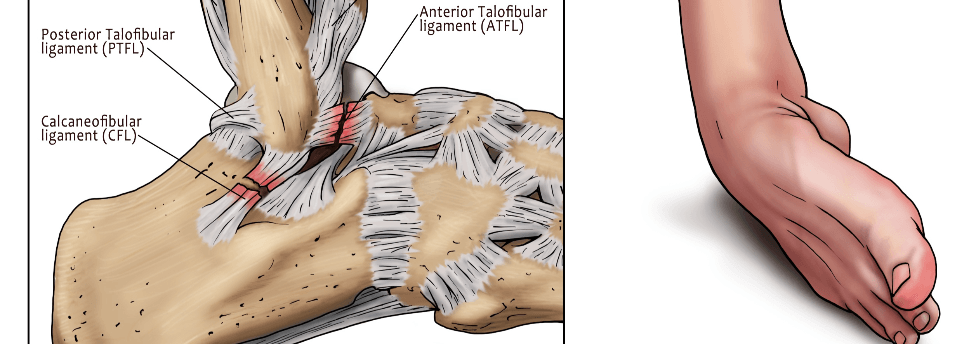 Posterior Talofibular
ligament (PTFL)
Calcaneofibular
ligament (CFL)
Anterior Talofibular
ligament (ATFL)